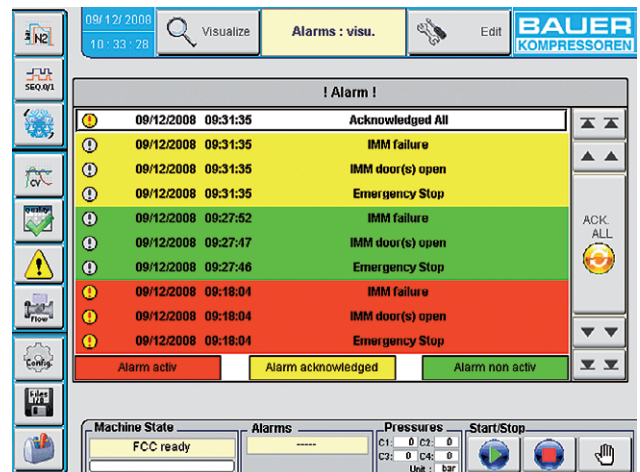 09/ 12/ 2008
10 : 33 : 28
Visualize
Alarms : visu.
Edit
BAUER
KOMPRESSOREN
N2
SEQ.0/1
CV
Quality
Flow
Config.
Files
I/O
! Alarm !
09/12/2008 09:31:35 Acknowledged All
09/12/2008 09:31:35 IMM failure
09/12/2008 09:31:35 IMM door(s) open
09/12/2008 09:31:35 Emergency Stop
09/12/2008 09:27:52 IMM failure
09/12/2008 09:27:47 IMM door(s) open
09/12/2008 09:27:46 Emergency Stop
09/12/2008 09:18:04 IMM failure
09/12/2008 09:18:04 IMM door(s) open
09/12/2008 09:18:04 Emergency Stop
ACK.
ALL
Alarm activ
Alarm acknowledged
Alarm non activ
Machine State
FCC ready
Alarms
-----
Pressures
C1: 0 C2: 0
C3: 0 C4: 0
Unit : bar
Start/Stop